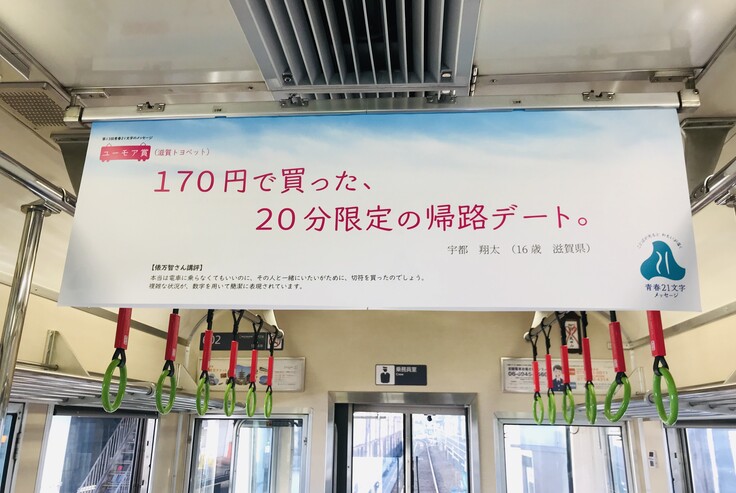 ユーモア賞 (滋賀トヨペット)
170円で買った、
20分限定の帰路デート。
宇都 翔太 (16歳 滋賀県)
【俵万智さん講評】
本当は電車に乗らなくてもいいのに、その人と一緒にいたいがために、切符を買ったのでしょう。
複雑な状況が、数字を用いて簡潔に表現されています。
21
青春21文字
メッセージ
02
乗務員室